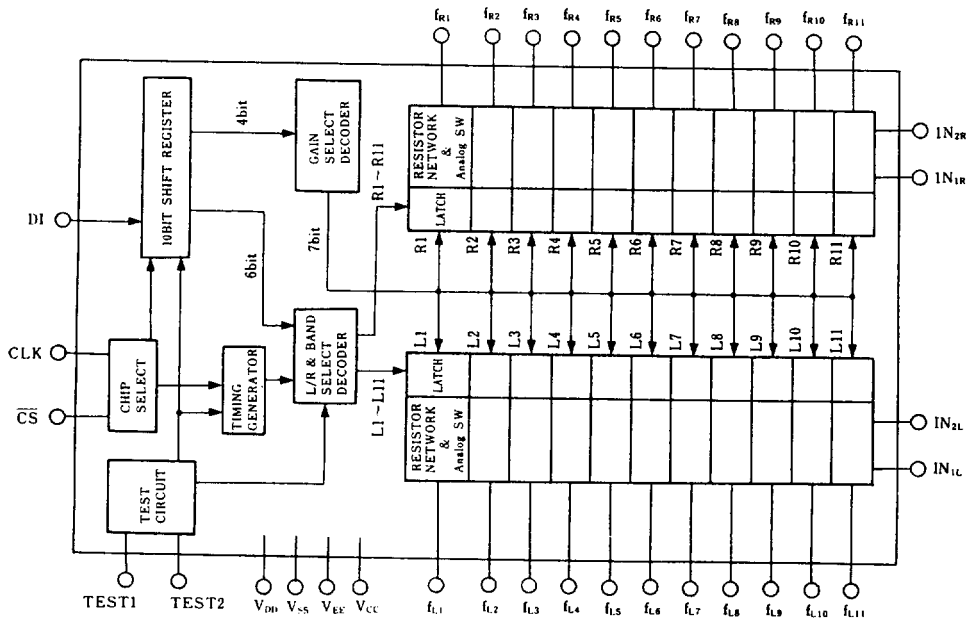 fR1 fR2 fR3 fR4 fR5 fR6 fR7 fR8 fR9 fR10 fR11
10BIT SHIFT REGISTER
4bit
GAIN
SELECT
DECODER
R1~R11
RESISTOR
NETWORK
&
Analog SW
LATCH
1N2R
1N1R
DI
6bit
7bit
R1 R2 R3 R4 R5 R6 R7 R8 R9 R10 R11
L1 L2 L3 L4 L5 L6 L7 L8 L9 L10 L11
CLK
C̅S̅
CHIP
SELECT
TIMING
GENERATOR
L/R & BAND
SELECT
DECODER
L1~L11
LATCH
RESISTOR
NETWORK
&
Analog SW
IN2L
1N1L
TEST
CIRCUIT
TEST1 TEST2 VDD VSS VEE VCC
fL1 fL2 fL3 fL4 fL5 fL6 fL7 fL8 fL9 fL10 fL11